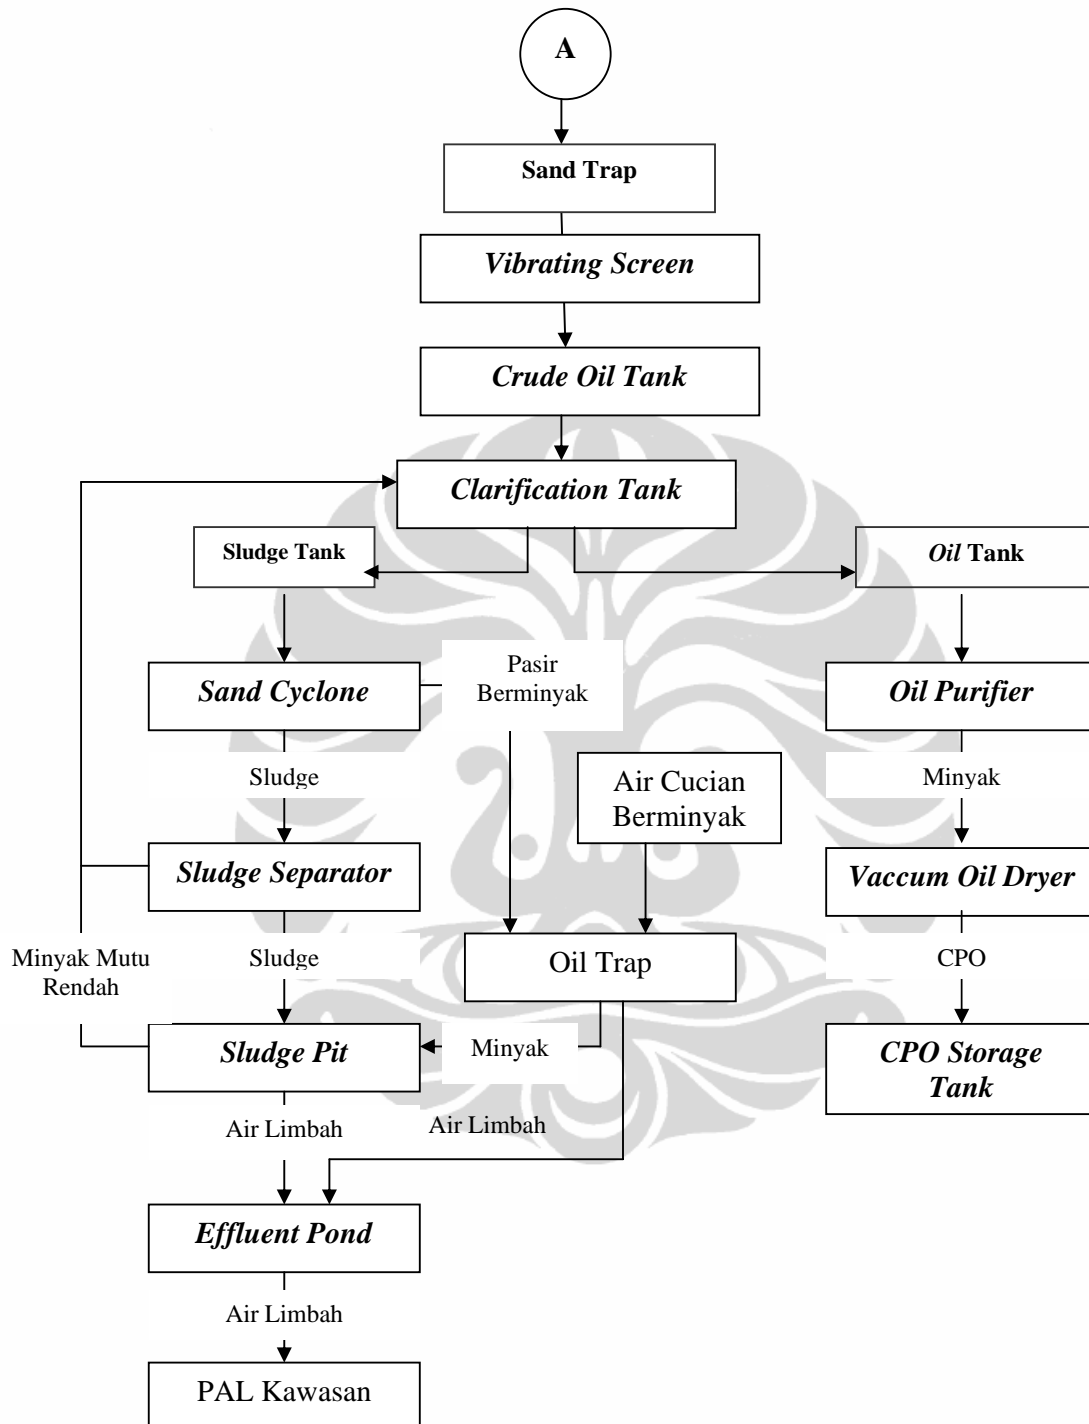 A
Sand Trap
Vibrating Screen
Crude Oil Tank
Clarification Tank
Sludge Tank
Oil Tank
Pasir
Berminyak
Sand Cyclone
Oil Purifier
Sludge
Air Cucian
Berminyak
Minyak
Sludge Separator
Vaccum Oil Dryer
Minyak Mutu
Rendah
Sludge
Oil Trap
CPO
Sludge Pit
Minyak
CPO Storage
Tank
Air Limbah
Air Limbah
Effluent Pond
Air Limbah
PAL Kawasan